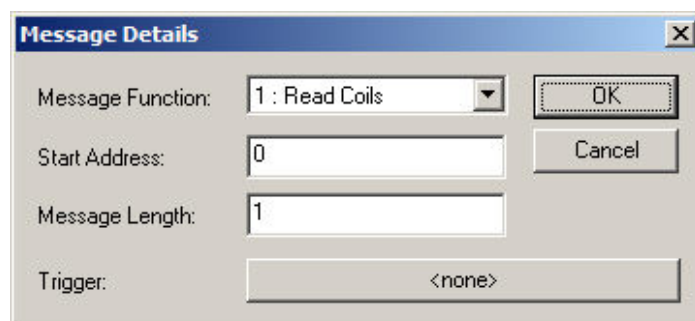 Message Details
Message Function: 1 : Read Coils OK
Start Address: 0 Cancel
Message Length: 1
Trigger: <none>